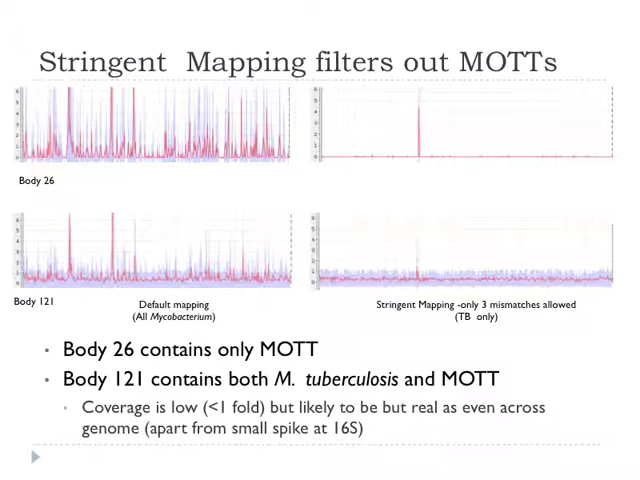 Stringent  Mapping filters out MOTTs
Body 26
Body 121
Default mapping
(All Mycobacterium)
Stringent Mapping -only 3 mismatches allowed
(TB  only)
• Body 26 contains only MOTT
• Body 121 contains both M.  tuberculosis and MOTT
• Coverage is low (<1 fold) but likely to be but real as even across
genome (apart from small spike at 16S)